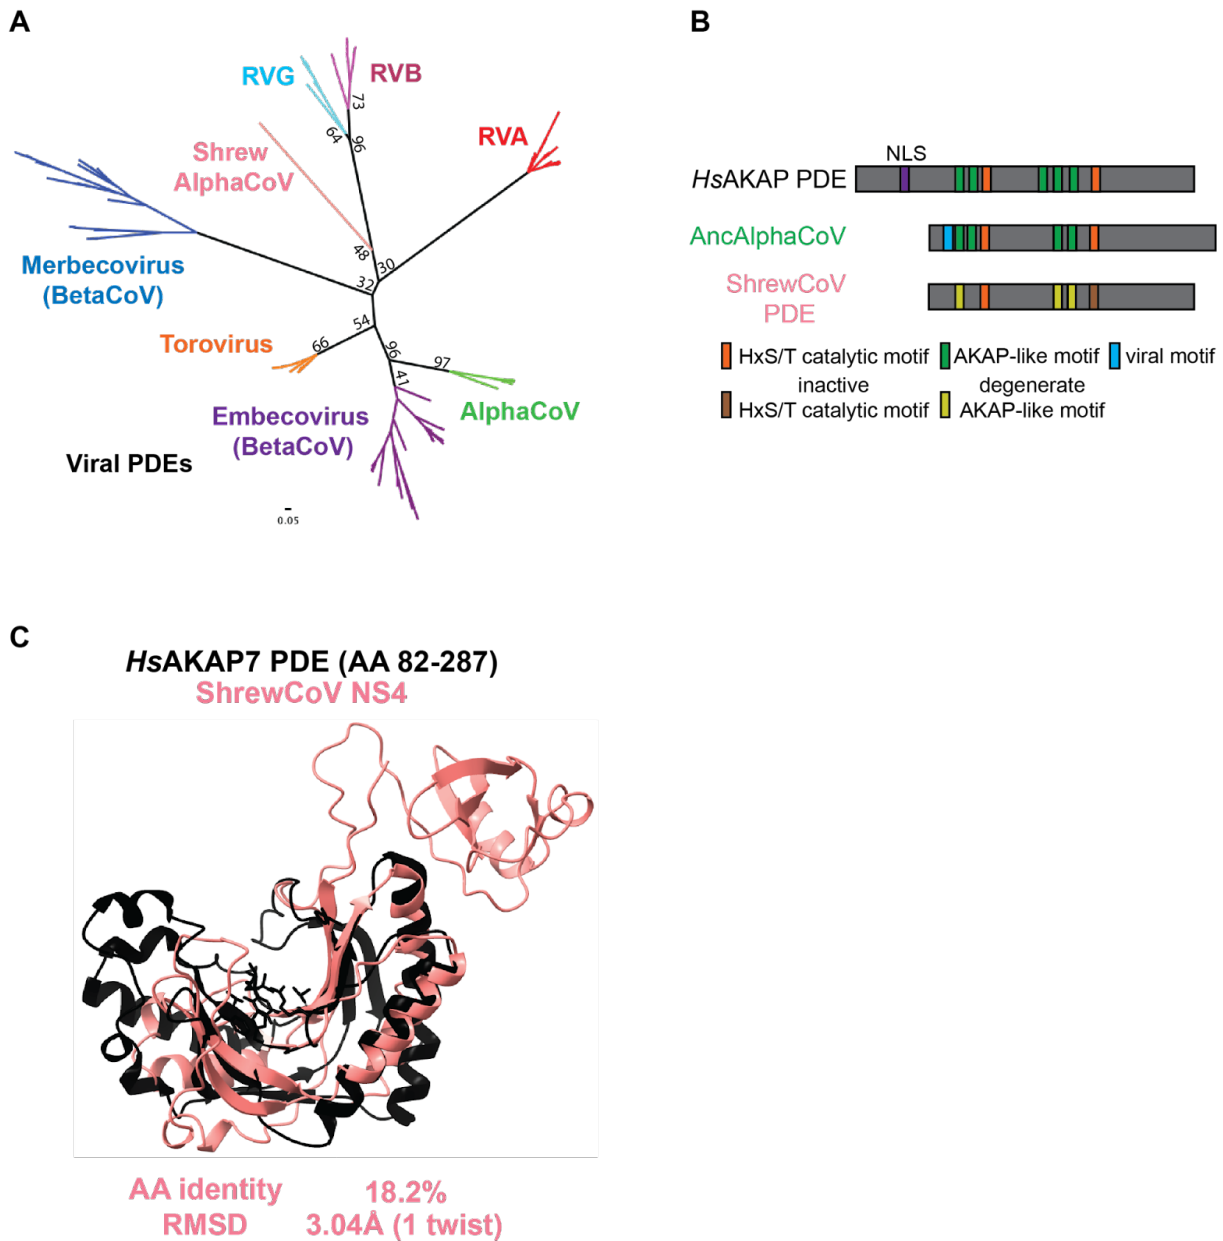 A
RVG
RVB
73
64
96
RVA
Shrew
AlphaCoV
48
30
32
Merbecovirus
(BetaCoV)
54
Torovirus
66
96
97
41
AlphaCoV
Embecovirus
(BetaCoV)
Viral PDEs
0.05
B
NLS
HsAKAP PDE
AncAlphaCoV
ShrewCoV
PDE
HxS/T catalytic motif
AKAP-like motif
viral motif
inactive
HxS/T catalytic motif
degenerate
AKAP-like motif
C
HsAKAP7 PDE (AA 82-287)
ShrewCoV NS4
AA identity 18.2%
RMSD 3.04Å (1 twist)